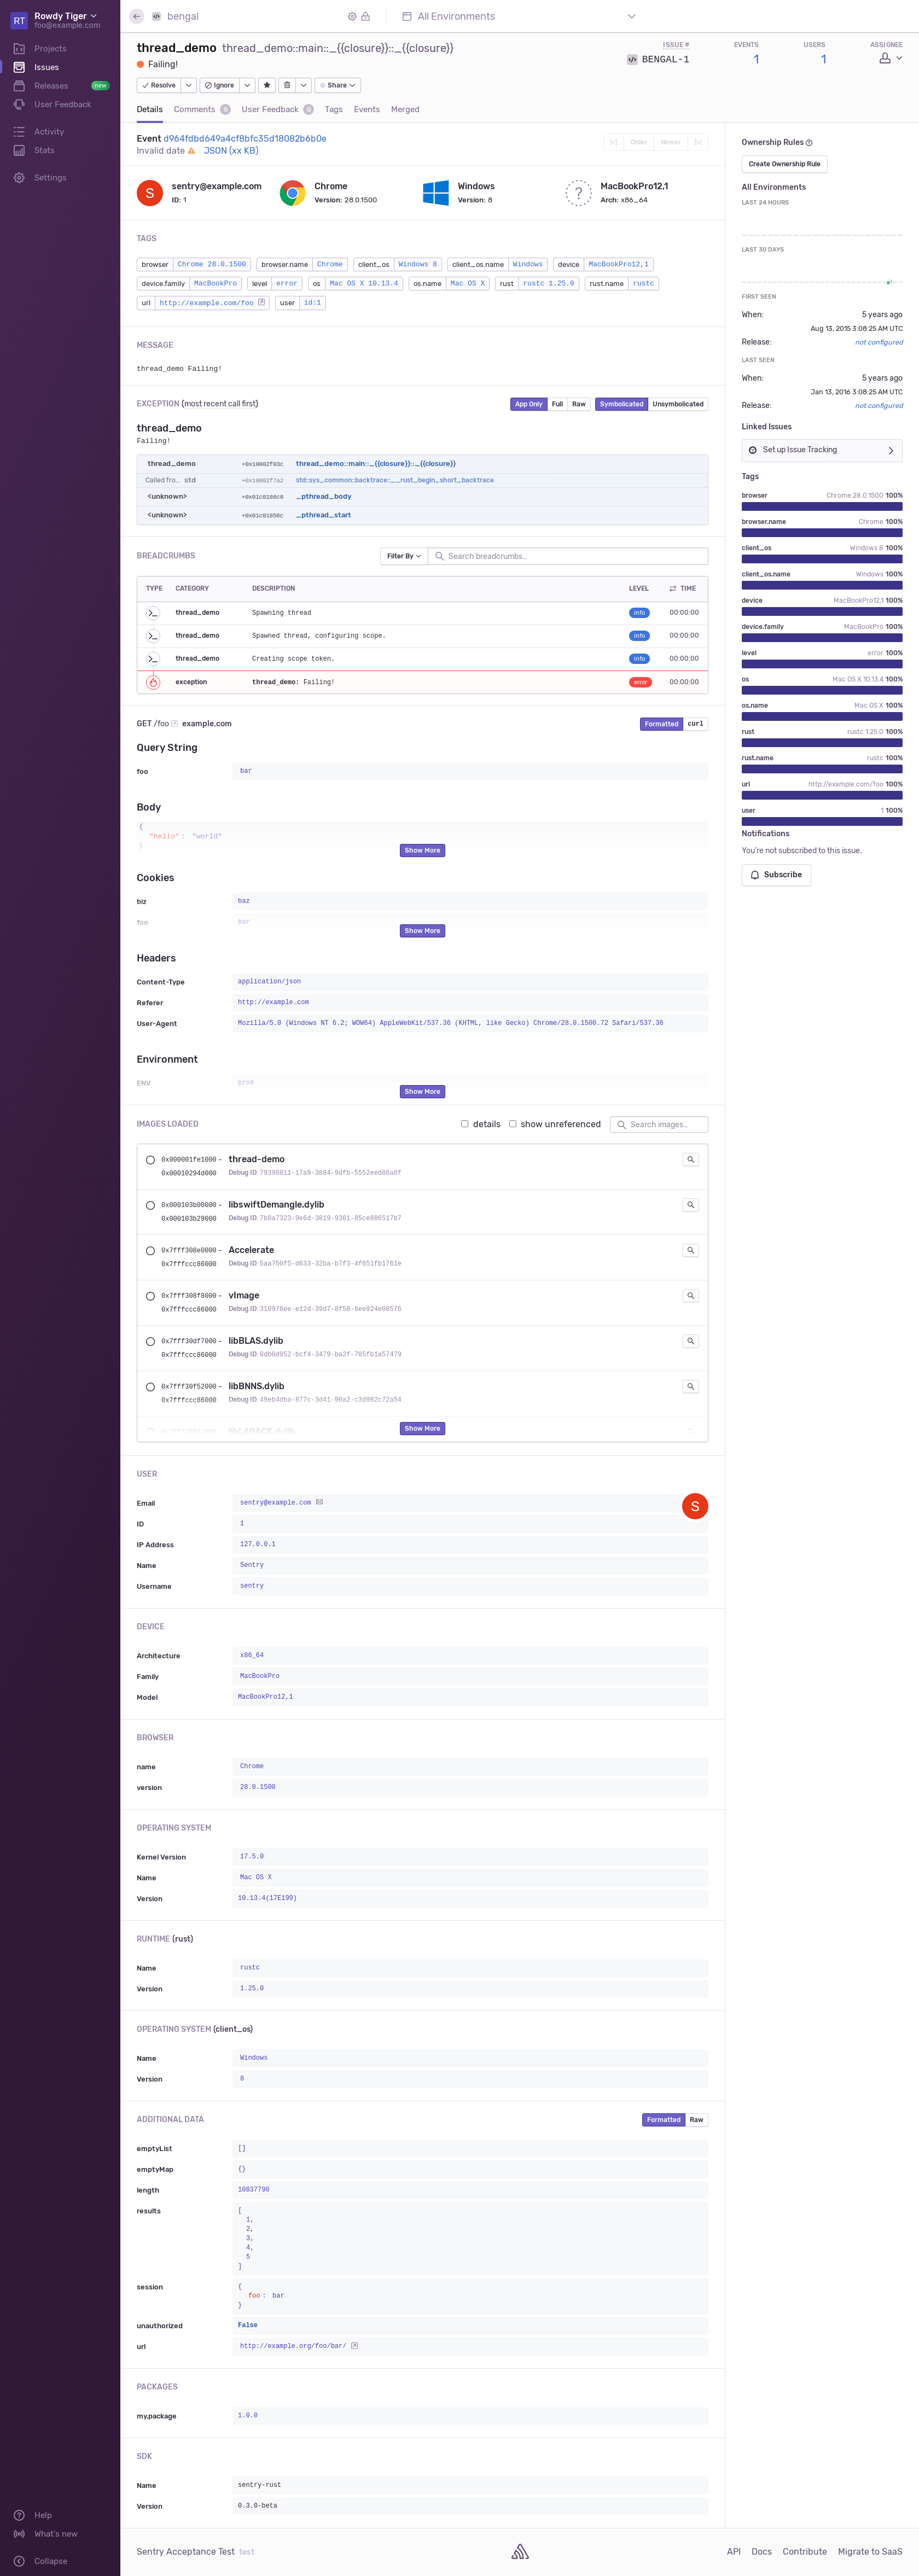 RT Rowdy Tiger
foo@example.com
Projects
Issues
Releases new
User Feedback
Activity
Stats
Settings
bengal
All Environments
thread_demo thread_demo::main::_{{closure}}::_{{closure}}
Failing!
ISSUE #
BENGAL-1
EVENTS
1
USERS
1
ASSIGNEE
Resolve
Ignore
Share
Details Comments 0 User Feedback 0 Tags Events Merged
Event d964fdbd649a4cf8bfc35d18082b6b0e
Invalid date JSON (xx KB)
Older Newer
S sentry@example.com
ID: 1
Chrome
Version: 28.0.1500
Windows
Version: 8
? MacBookPro12,1
Arch: x86_64
TAGS
browser Chrome 28.0.1500 browser.name Chrome client_os Windows 8 client_os.name Windows device MacBookPro12,1
device.family MacBookPro level error os Mac OS X 10.13.4 os.name Mac OS X rust rustc 1.25.0 rust.name rustc
url http://example.com/foo user id:1
MESSAGE
thread_demo Failing!
EXCEPTION (most recent call first)
App Only Full Raw Symbolicated Unsymbolicated
thread_demo
Failing!
thread_demo +0x10002f03c thread_demo::main::_{{closure}}::_{{closure}}
Called fro... std +0x10002f7a2 std::sys_common::backtrace::__rust_begin_short_backtrace
<unknown> +0x01c0186c0 _pthread_body
<unknown> +0x01c01856c _pthread_start
BREADCRUMBS
Filter By Search breadcrumbs...
TYPE CATEGORY DESCRIPTION LEVEL TIME
thread_demo Spawning thread info 00:00:00
thread_demo Spawned thread, configuring scope. info 00:00:00
thread_demo Creating scope token. info 00:00:00
exception thread_demo: Failing! error 00:00:00
GET /foo example.com
Formatted curl
Query String
foo bar
Body
{
"hello": "world"
}
Show More
Cookies
biz baz
foo bar
Show More
Headers
Content-Type application/json
Referer http://example.com
User-Agent Mozilla/5.0 (Windows NT 6.2; WOW64) AppleWebKit/537.36 (KHTML, like Gecko) Chrome/28.0.1500.72 Safari/537.36
Environment
ENV prod
Show More
IMAGES LOADED
details show unreferenced Search images...
0x000001fe1000 – thread-demo
0x00010294d000 Debug ID: 79398811-17a9-3884-9dfb-5552eed86a6f
0x000103b00000 – libswiftDemangle.dylib
0x000103b29000 Debug ID: 7b0a7323-9e6d-3819-9361-85ce886517b7
0x7fff308e0000 – Accelerate
0x7fffccc86000 Debug ID: 5aa750f5-d633-32ba-b7f3-4f651fb1761e
0x7fff308f8000 – vImage
0x7fffccc86000 Debug ID: 310976ee-e12d-39d7-8f58-6ee924e08576
0x7fff30df7000 – libBLAS.dylib
0x7fffccc86000 Debug ID: 0db0d952-bcf4-3479-ba2f-785fb1a57479
0x7fff30f52000 – libBNNS.dylib
0x7fffccc86000 Debug ID: 49eb4dba-877c-3d41-90a2-c3d982c72a54
libLAPACK.dylib
Show More
USER
S
Email sentry@example.com
ID 1
IP Address 127.0.0.1
Name Sentry
Username sentry
DEVICE
Architecture x86_64
Family MacBookPro
Model MacBookPro12,1
BROWSER
name Chrome
version 28.0.1500
OPERATING SYSTEM
Kernel Version 17.5.0
Name Mac OS X
Version 10.13.4(17E199)
RUNTIME (rust)
Name rustc
Version 1.25.0
OPERATING SYSTEM (client_os)
Name Windows
Version 8
ADDITIONAL DATA
Formatted Raw
emptyList []
emptyMap {}
length 10837790
results [
1,
2,
3,
4,
5
]
session {
foo: bar
}
unauthorized False
url http://example.org/foo/bar/
PACKAGES
my.package 1.0.0
SDK
Name sentry-rust
Version 0.3.0-beta
Ownership Rules
Create Ownership Rule
All Environments
LAST 24 HOURS
LAST 30 DAYS
FIRST SEEN
When: 5 years ago
Aug 13, 2015 3:08:25 AM UTC
Release: not configured
LAST SEEN
When: 5 years ago
Jan 13, 2016 3:08:25 AM UTC
Release: not configured
Linked Issues
Set up Issue Tracking
Tags
browser Chrome 28.0.1500 100%
browser.name Chrome 100%
client_os Windows 8 100%
client_os.name Windows 100%
device MacBookPro12,1 100%
device.family MacBookPro 100%
level error 100%
os Mac OS X 10.13.4 100%
os.name Mac OS X 100%
rust rustc 1.25.0 100%
rust.name rustc 100%
url http://example.com/foo 100%
user 1 100%
Notifications
You're not subscribed to this issue.
Subscribe
Help
What's new
Collapse
Sentry Acceptance Test test
API Docs Contribute Migrate to SaaS